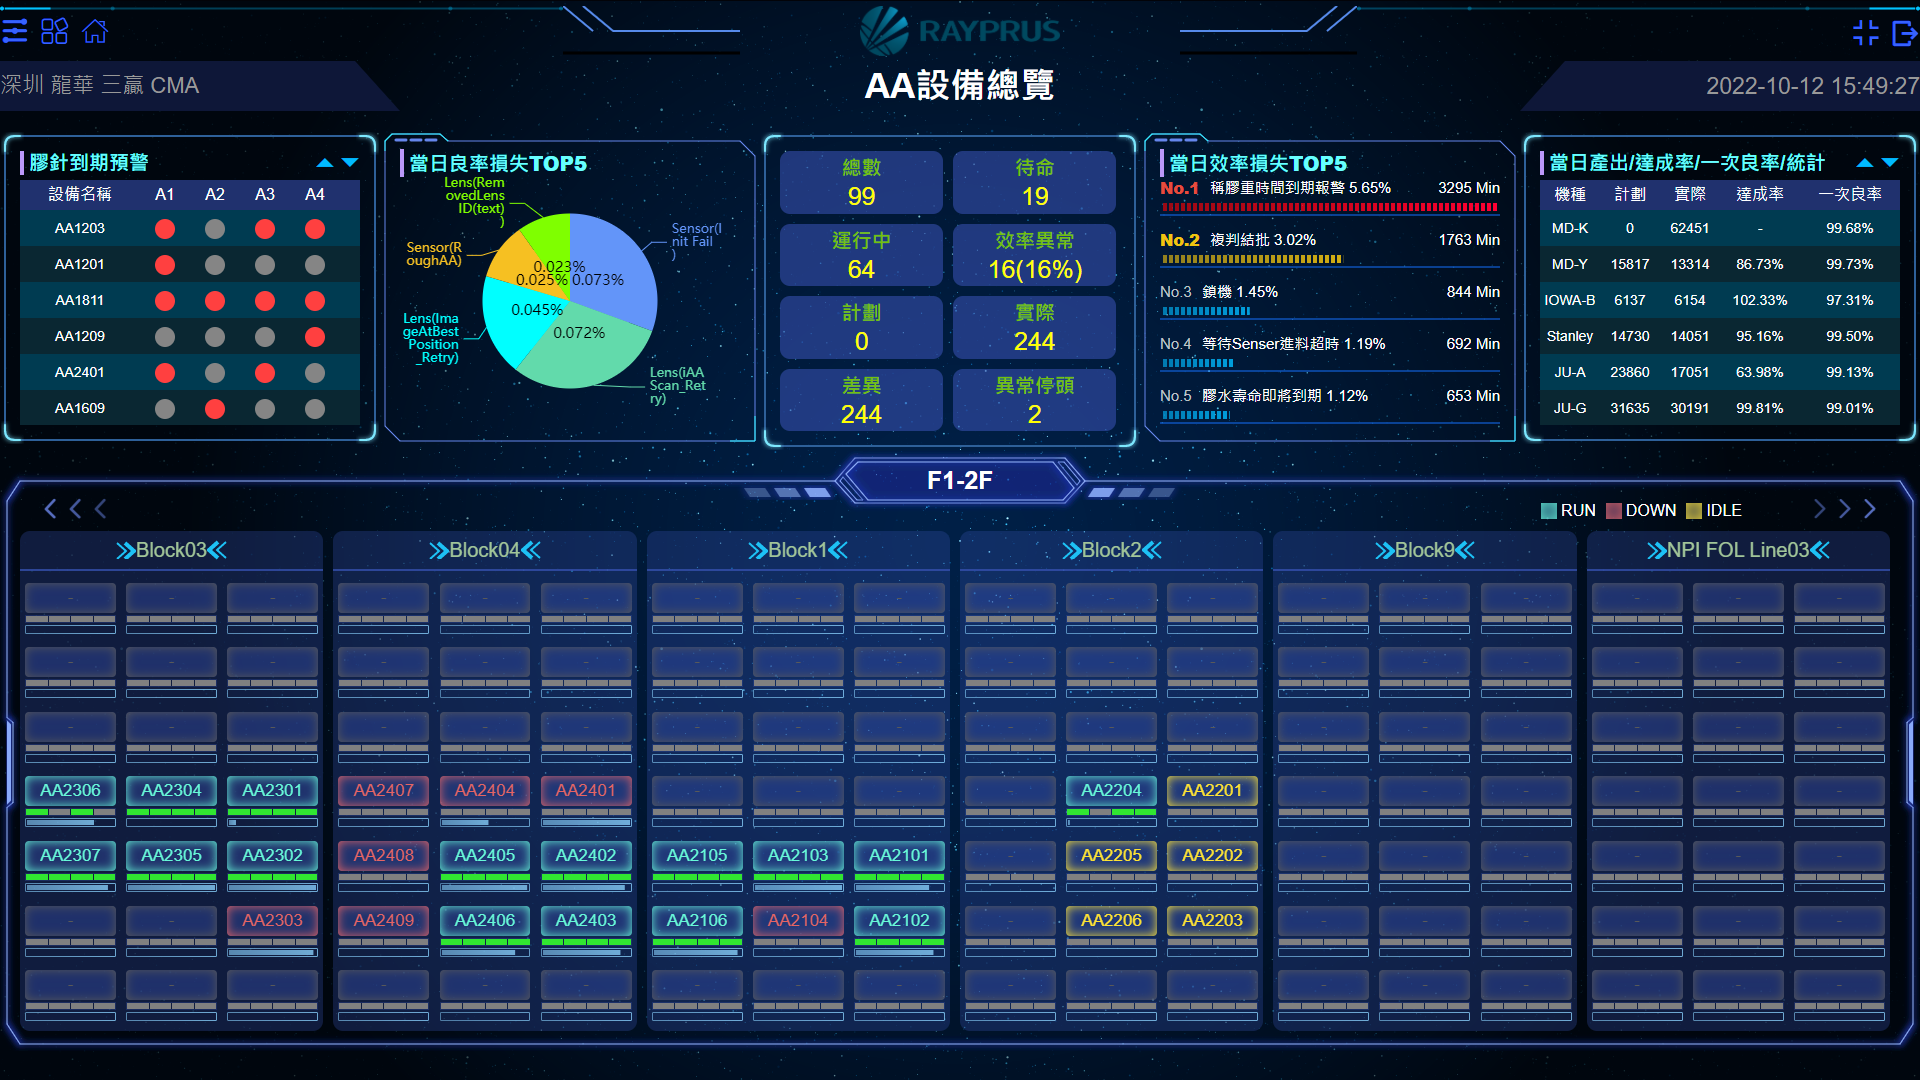 RAYPRUS
AA設備總覽
深圳 龍華 三贏 CMA
2022-10-12 15:49:27
膠針到期預警
設備名稱 A1 A2 A3 A4
AA1203
AA1201
AA1811
AA1209
AA2401
AA1609
當日良率損失TOP5
Lens(Rem
ovedLens
ID(text)
)
Sensor(R
oughAA)
Lens(Ima
geAtBest
Position
_Retry)
Sensor(I
nit Fail
)
Lens(iAA
Scan_Ret
ry)
0.023%
0.025%
0.073%
0.045%
0.072%
總數
99
待命
19
運行中
64
效率異常
16(16%)
計劃
0
實際
244
差異
244
異常停頭
2
當日效率損失TOP5
No.1 稱膠重時間到期報警 5.65% 3295 Min
No.2 複判結批 3.02% 1763 Min
No.3 鎖機 1.45% 844 Min
No.4 等待Senser進料超時 1.19% 692 Min
No.5 膠水壽命即將到期 1.12% 653 Min
當日產出/達成率/一次良率/統計
機種 計劃 實際 達成率 一次良率
MD-K 0 62451 - 99.68%
MD-Y 15817 13314 86.73% 99.73%
IOWA-B 6137 6154 102.33% 97.31%
Stanley 14730 14051 95.16% 99.50%
JU-A 23860 17051 63.98% 99.13%
JU-G 31635 30191 99.81% 99.01%
F1-2F
RUN DOWN IDLE
Block03 Block04 Block1 Block2 Block9 NPI FOL Line03
AA2306 AA2304 AA2301 AA2407 AA2404 AA2401 AA2204 AA2201
AA2307 AA2305 AA2302 AA2408 AA2405 AA2402 AA2105 AA2103 AA2101 AA2205 AA2202
AA2303 AA2409 AA2406 AA2403 AA2106 AA2104 AA2102 AA2206 AA2203